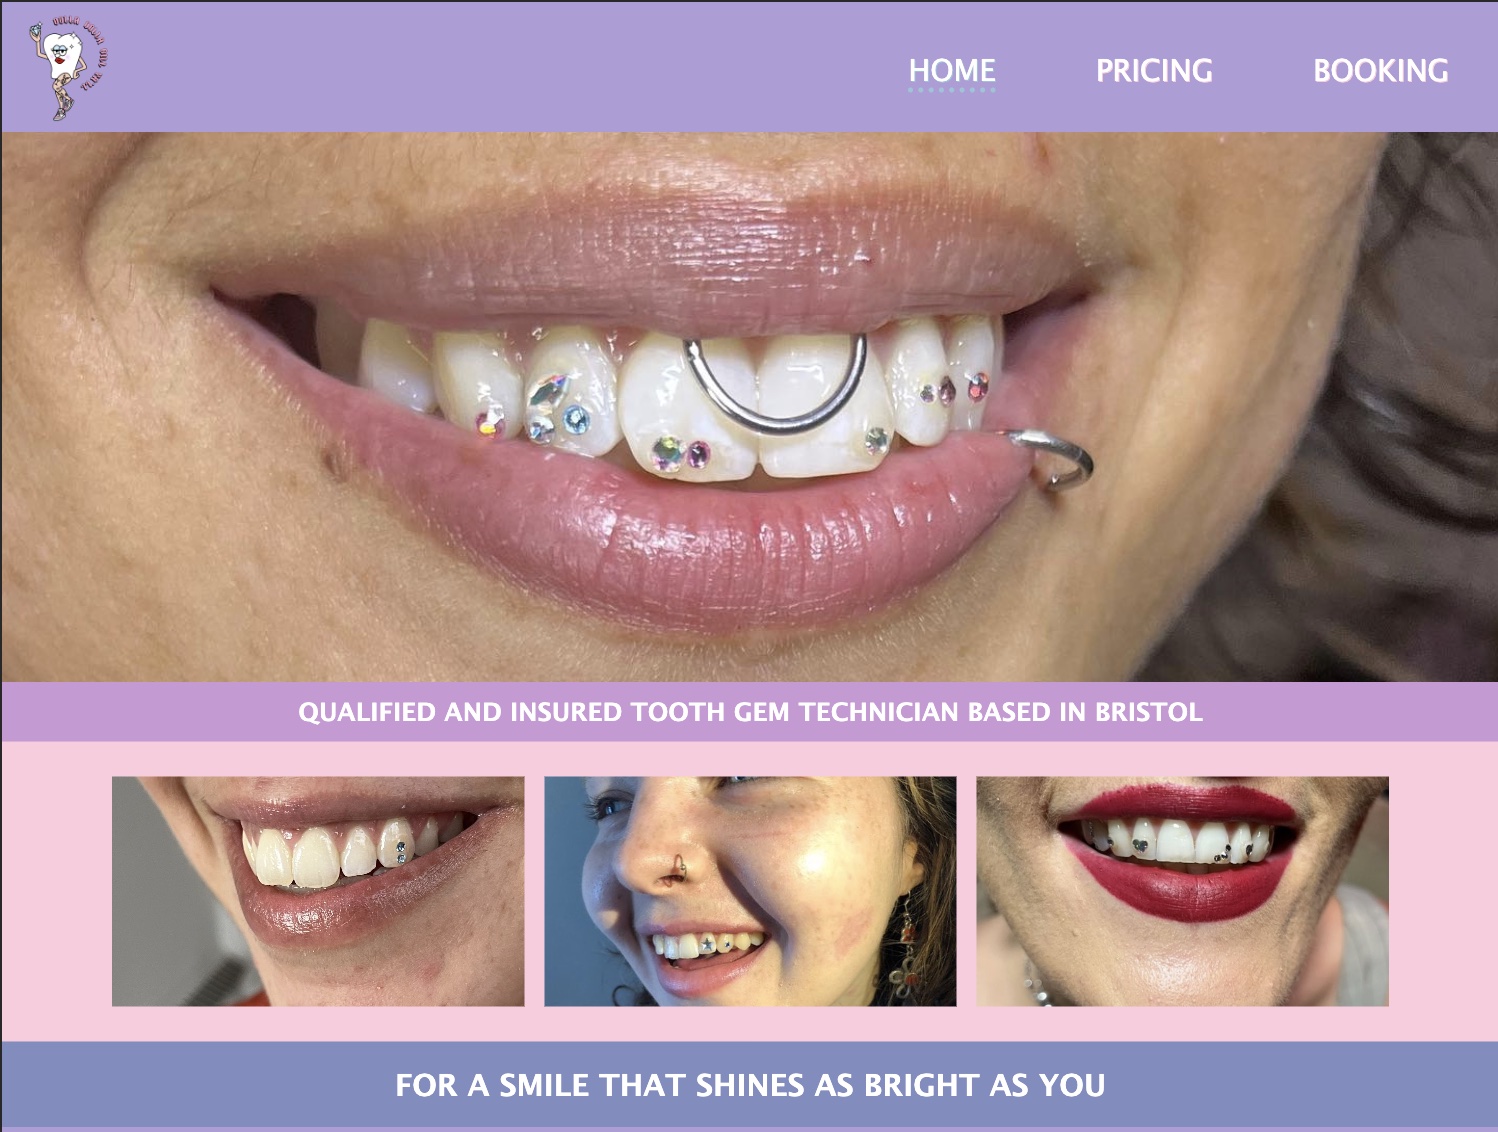 HOME
PRICING
BOOKING
QUALIFIED AND INSURED TOOTH GEM TECHNICIAN BASED IN BRISTOL
FOR A SMILE THAT SHINES AS BRIGHT AS YOU